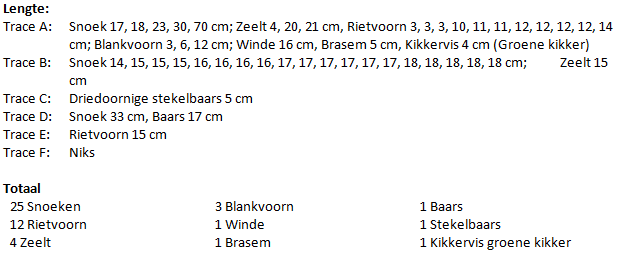 Lengte:
Trace A: Snoek 17, 18, 23, 30, 70 cm; Zeelt 4, 20, 21 cm, Rietvoorn 3, 3, 3, 10, 11, 11, 12, 12, 12, 12, 14
cm; Blankvoorn 3, 6, 12 cm; Winde 16 cm, Brasem 5 cm, Kikkervis 4 cm (Groene kikker)
Trace B: Snoek 14, 15, 15, 15, 16, 16, 16, 16, 17, 17, 17, 17, 17, 17, 18, 18, 18, 18, 18 cm; Zeelt 15
cm
Trace C: Driedoornige stekelbaars 5 cm
Trace D: Snoek 33 cm, Baars 17 cm
Trace E: Rietvoorn 15 cm
Trace F: Niks
Totaal
25 Snoeken 3 Blankvoorn 1 Baars
12 Rietvoorn 1 Winde 1 Stekelbaars
4 Zeelt 1 Brasem 1 Kikkervis groene kikker